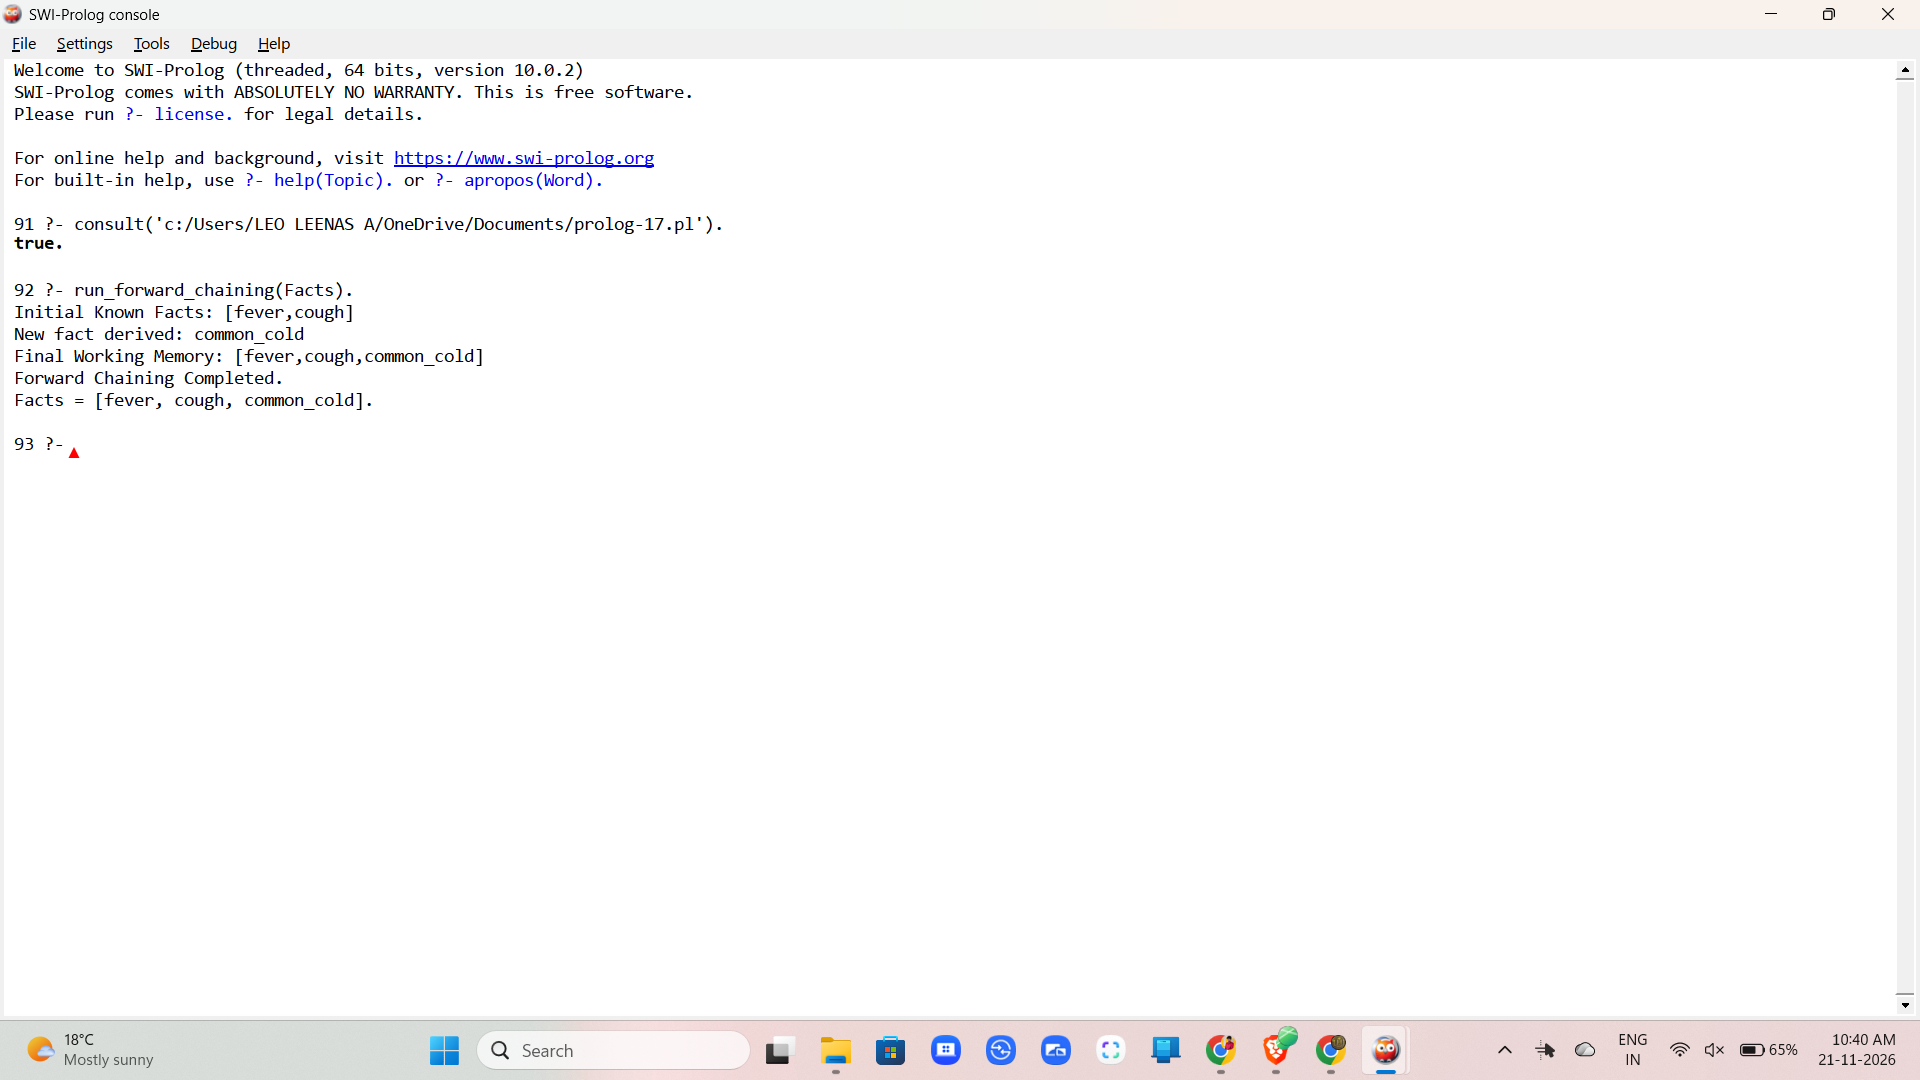 SWI-Prolog console
File Settings Tools Debug Help
Welcome to SWI-Prolog (threaded, 64 bits, version 10.0.2)
SWI-Prolog comes with ABSOLUTELY NO WARRANTY. This is free software.
Please run ?- license. for legal details.
For online help and background, visit https://www.swi-prolog.org
For built-in help, use ?- help(Topic). or ?- apropos(Word).
91 ?- consult('c:/Users/LEO LEENAS A/OneDrive/Documents/prolog-17.pl').
true.
92 ?- run_forward_chaining(Facts).
Initial Known Facts: [fever,cough]
New fact derived: common_cold
Final Working Memory: [fever,cough,common_cold]
Forward Chaining Completed.
Facts = [fever, cough, common_cold].
93 ?-
18°C
Mostly sunny
Search
ENG
IN
65%
10:40 AM
21-11-2026